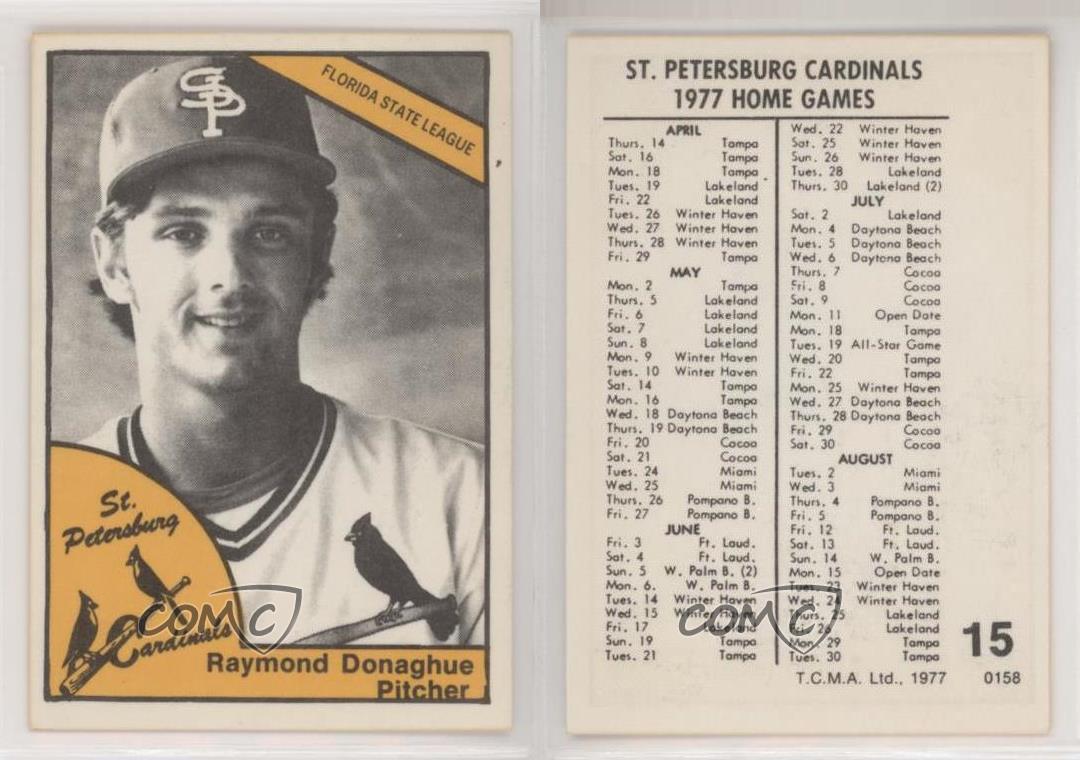 SP
FLORIDA STATE LEAGUE
St.
Petersburg
Cardinals
COMC
Raymond Donaghue
Pitcher
ST. PETERSBURG CARDINALS
1977 HOME GAMES
APRIL
Thurs. 14 Tampa
Sat. 16 Tampa
Mon. 18 Tampa
Tues. 19 Lakeland
Fri. 22 Lakeland
Tues. 26 Winter Haven
Wed. 27 Winter Haven
Thurs. 28 Winter Haven
Fri. 29 Tampa
MAY
Mon. 2 Tampa
Thurs. 5 Lakeland
Fri. 6 Lakeland
Sat. 7 Lakeland
Sun. 8 Lakeland
Mon. 9 Winter Haven
Tues. 10 Winter Haven
Sat. 14 Tampa
Mon. 16 Tampa
Wed. 18 Daytona Beach
Thurs. 19 Daytona Beach
Fri. 20 Cocoa
Sat. 21 Cocoa
Tues. 24 Miami
Wed. 25 Miami
Thurs. 26 Pompano B.
Fri. 27 Pompano B.
JUNE
Fri. 3 Ft. Laud.
Sat. 4 Ft. Laud.
Sun. 5 W. Palm B. (2)
Mon. 6. W. Palm B.
Tues. 14 Winter Haven
Wed. 15 Winter Haven
Fri. 17 Lakeland
Sun. 19 Tampa
Tues. 21 Tampa
Wed. 22 Winter Haven
Sat. 25 Winter Haven
Sun. 26 Winter Haven
Tues. 28 Lakeland
Thurs. 30 Lakeland (2)
JULY
Sat. 2 Lakeland
Mon. 4 Daytona Beach
Tues. 5 Daytona Beach
Wed. 6 Daytona Beach
Thurs. 7 Cocoa
Fri. 8 Cocoa
Sat. 9 Cocoa
Mon. 11 Open Date
Mon. 18 Tampa
Tues. 19 All-Star Game
Wed. 20 Tampa
Fri. 22 Tampa
Mon. 25 Winter Haven
Wed. 27 Daytona Beach
Thurs. 28 Daytona Beach
Fri. 29 Cocoa
Sat. 30 Cocoa
AUGUST
Tues. 2 Miami
Wed. 3 Miami
Thurs. 4 Pompano B.
Fri. 5 Pompano B.
Fri. 12 Ft. Laud.
Sat. 13 Ft. Laud.
Sun. 14 W. Palm B.
Mon. 15 Open Date
Tues. 23 Winter Haven
Wed. 24 Winter Haven
Thurs. 25 Lakeland
Fri. 26 Lakeland
Mon. 29 Tampa
Tues. 30 Tampa
COMC
15
T.C.M.A. Ltd., 1977 0158